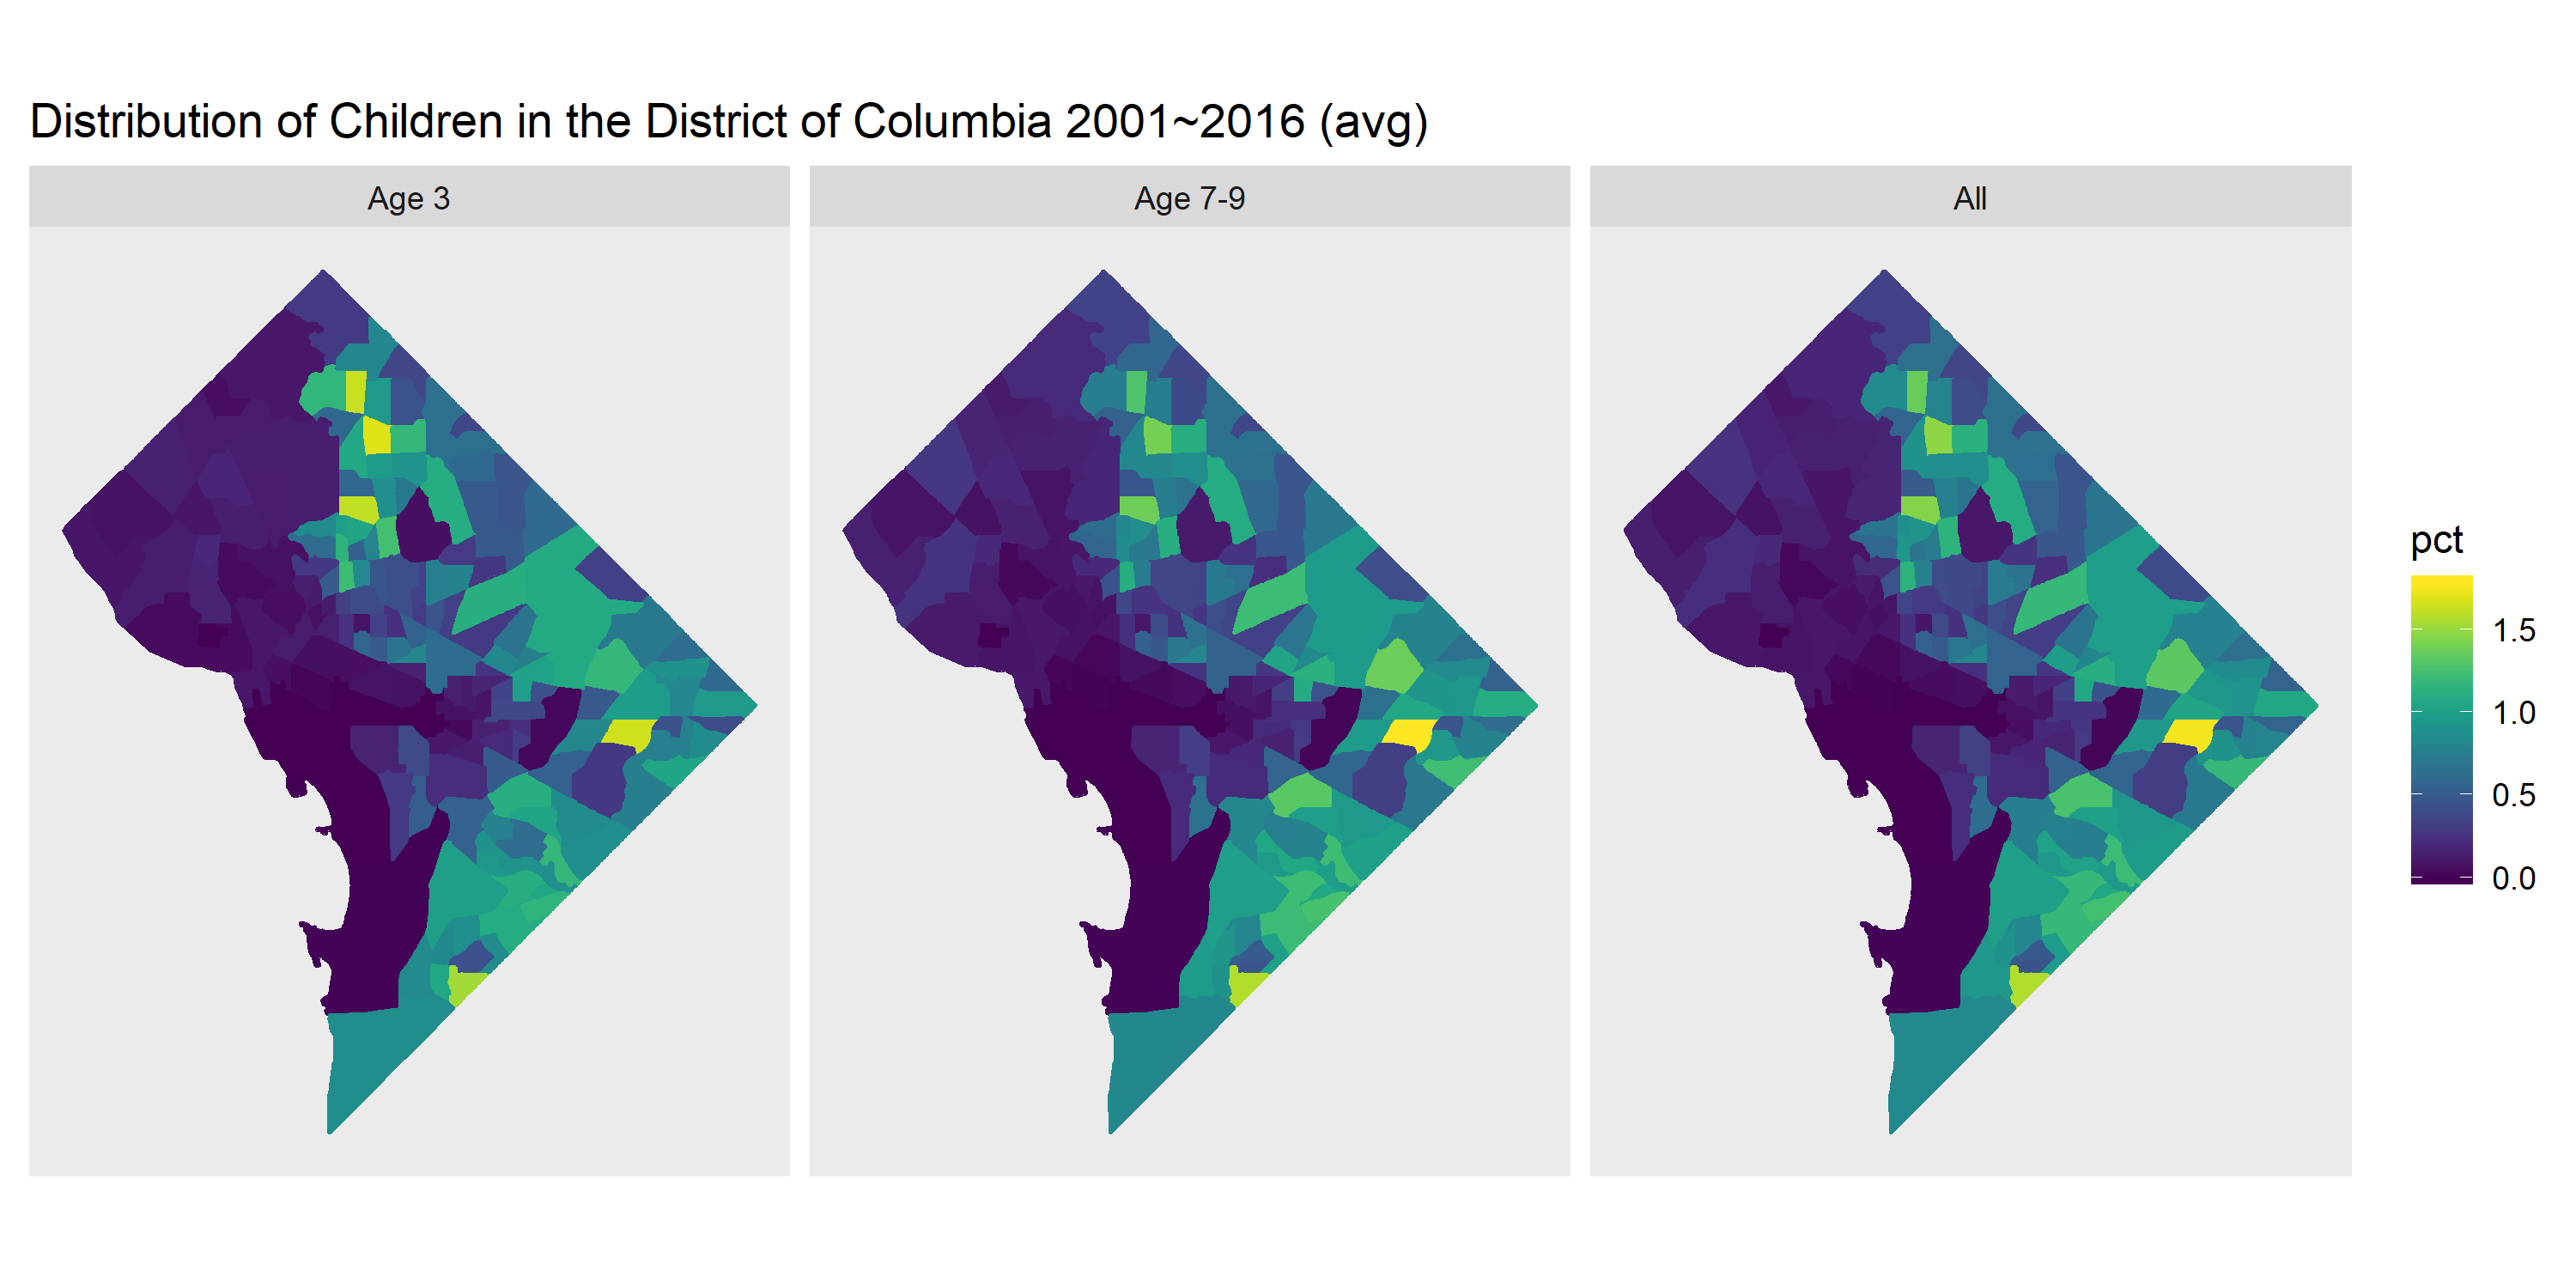 Distribution of Children in the District of Columbia 2001~2016 (avg)
Age 3
Age 7-9
All
pct
1.5
1.0
0.5
0.0